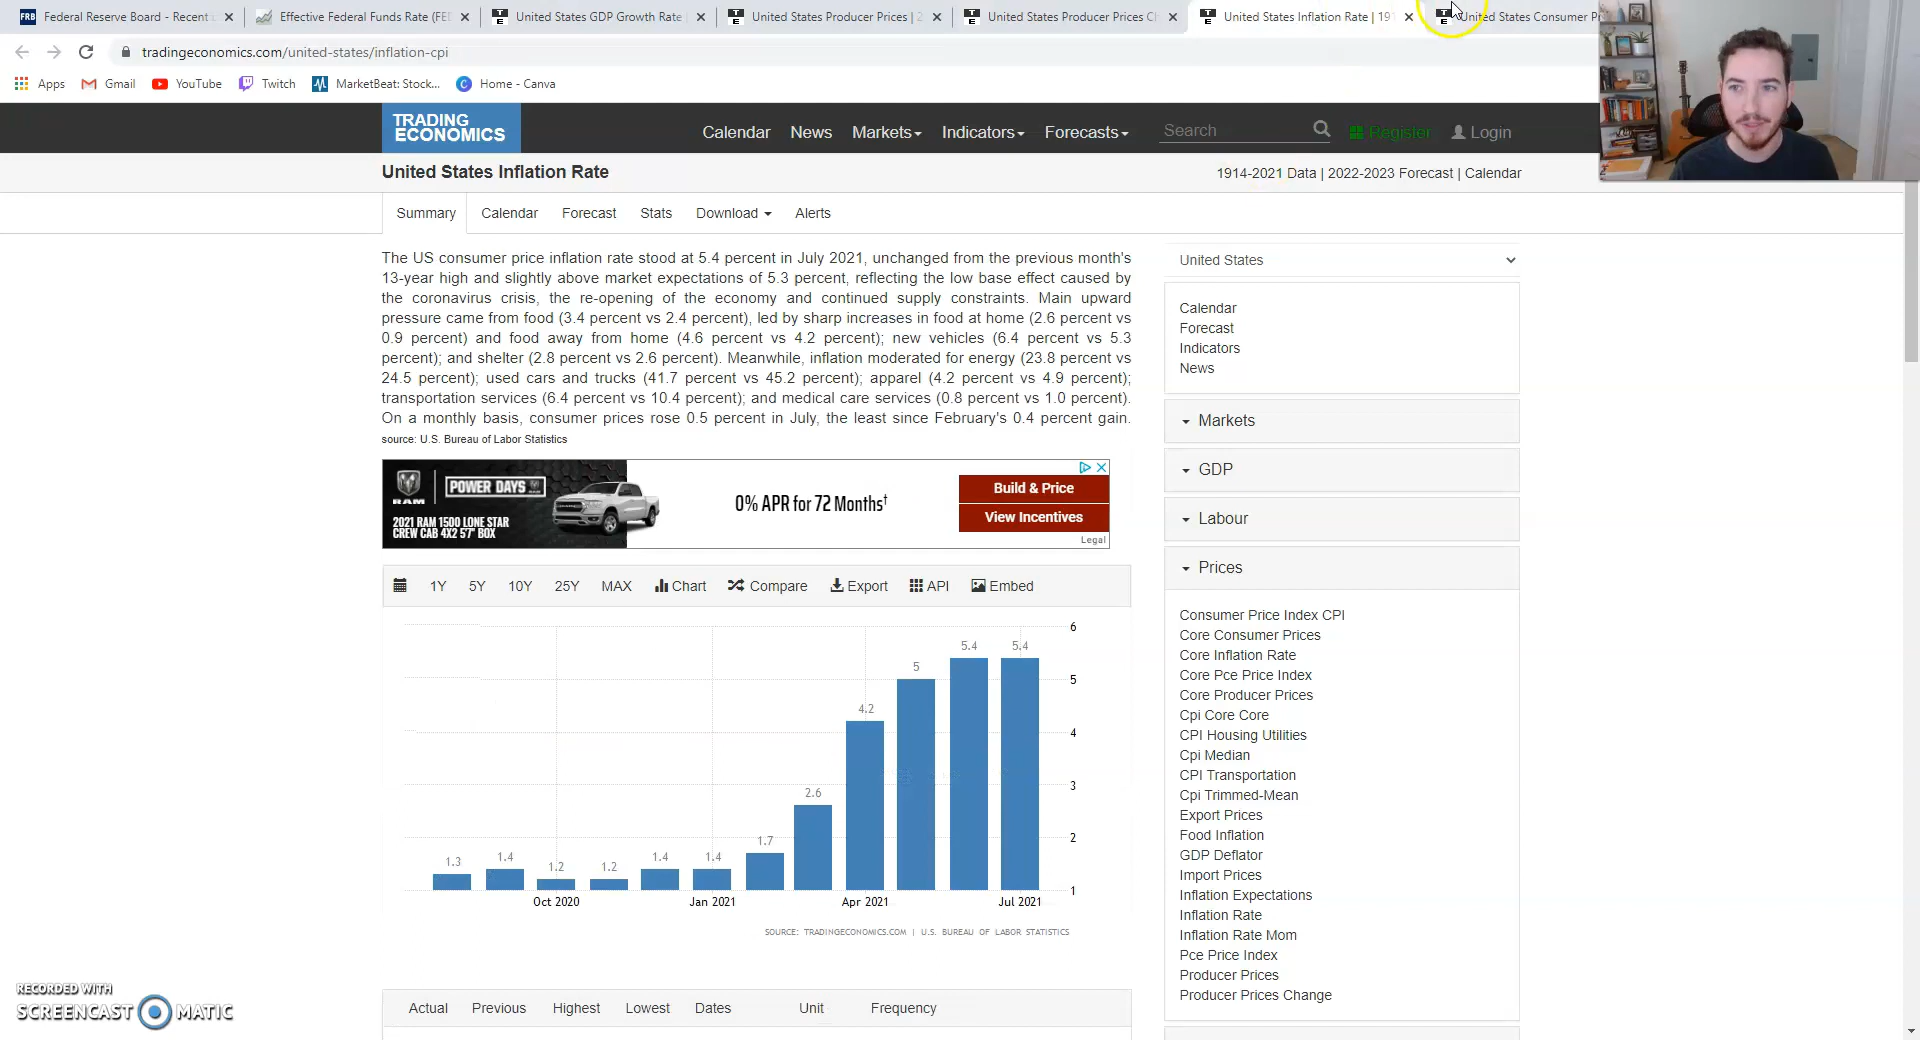 Federal Reserve Board - Recent
Effective Federal Funds Rate (FED
United States GDP Growth Rate
United States Producer Prices | 2
United States Producer Prices Ch
United States Inflation Rate | 191
United States Consumer Pr
tradingeconomics.com/united-states/inflation-cpi
Apps
Gmail
YouTube
Twitch
MarketBeat: Stock...
Home - Canva
TRADING
ECONOMICS
Calendar News Markets Indicators Forecasts Search Register Login
United States Inflation Rate
1914-2021 Data | 2022-2023 Forecast | Calendar
Summary Calendar Forecast Stats Download Alerts
The US consumer price inflation rate stood at 5.4 percent in July 2021, unchanged from the previous month's
13-year high and slightly above market expectations of 5.3 percent, reflecting the low base effect caused by
the coronavirus crisis, the re-opening of the economy and continued supply constraints. Main upward
pressure came from food (3.4 percent vs 2.4 percent), led by sharp increases in food at home (2.6 percent vs
0.9 percent) and food away from home (4.6 percent vs 4.2 percent); new vehicles (6.4 percent vs 5.3
percent); and shelter (2.8 percent vs 2.6 percent). Meanwhile, inflation moderated for energy (23.8 percent vs
24.5 percent); used cars and trucks (41.7 percent vs 45.2 percent); apparel (4.2 percent vs 4.9 percent);
transportation services (6.4 percent vs 10.4 percent); and medical care services (0.8 percent vs 1.0 percent).
On a monthly basis, consumer prices rose 0.5 percent in July, the least since February's 0.4 percent gain.
source: U.S. Bureau of Labor Statistics
RAM
POWER DAYS
2021 RAM 1500 LONE STAR
CREW CAB 4X2 5'7" BOX
0% APR for 72 Months†
Build & Price
View Incentives
Legal
1Y 5Y 10Y 25Y MAX Chart Compare Export API Embed
6
5
4
3
2
1
1.3
1.4
1.2
1.2
1.4
1.4
1.7
2.6
4.2
5
5.4
5.4
Oct 2020
Jan 2021
Apr 2021
Jul 2021
SOURCE: TRADINGECONOMICS.COM | U.S. BUREAU OF LABOR STATISTICS
Actual Previous Highest Lowest Dates Unit Frequency
United States
Calendar
Forecast
Indicators
News
Markets
GDP
Labour
Prices
Consumer Price Index CPI
Core Consumer Prices
Core Inflation Rate
Core Pce Price Index
Core Producer Prices
Cpi Core Core
CPI Housing Utilities
Cpi Median
CPI Transportation
Cpi Trimmed-Mean
Export Prices
Food Inflation
GDP Deflator
Import Prices
Inflation Expectations
Inflation Rate
Inflation Rate Mom
Pce Price Index
Producer Prices
Producer Prices Change
RECORDED WITH
SCREENCAST MATIC